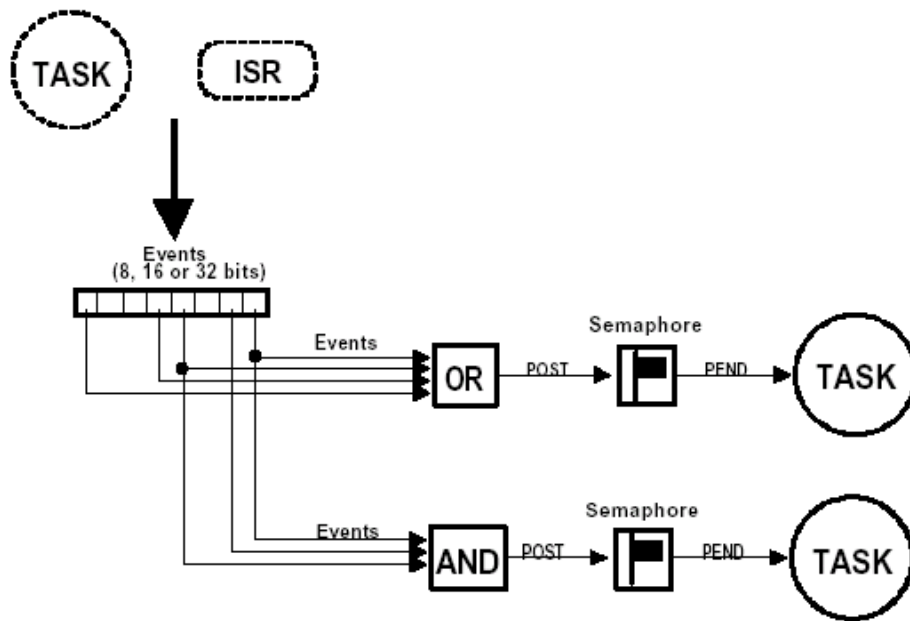 TASK
ISR
Events
(8, 16 or 32 bits)
Events
OR
POST
Semaphore
PEND
TASK
Events
AND
POST
Semaphore
PEND
TASK